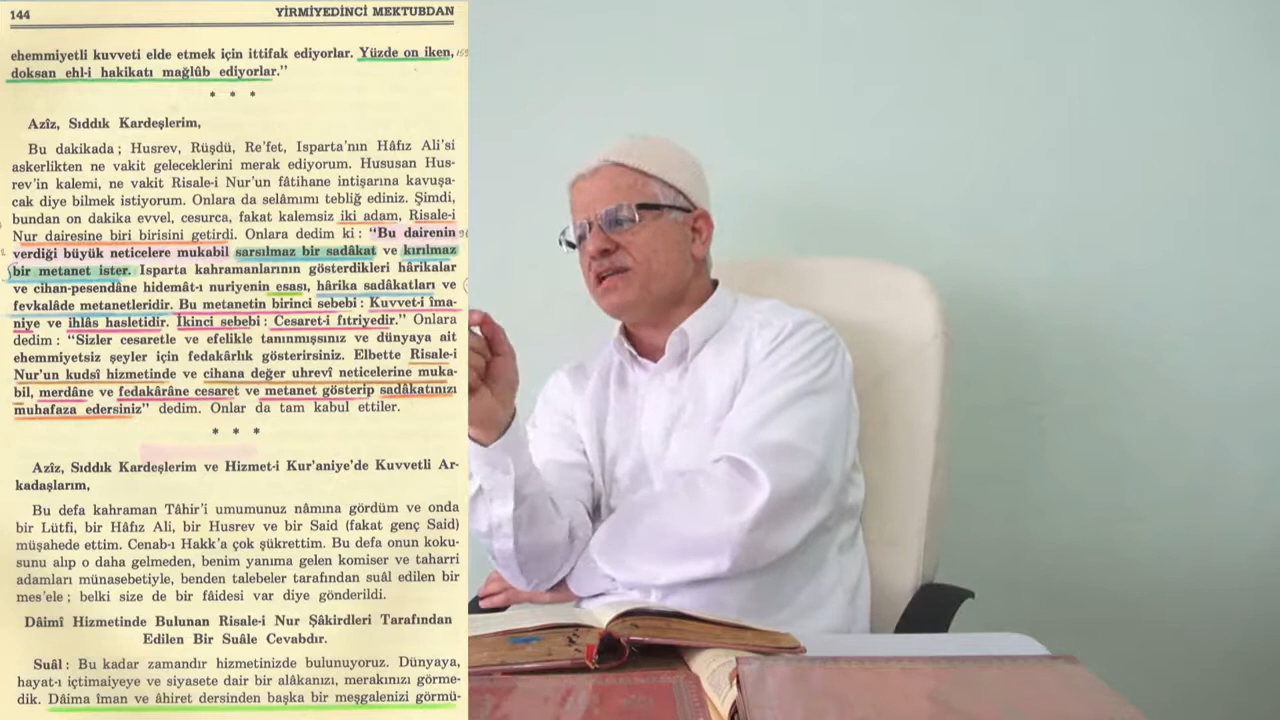 144 YİRMİYEDİNCİ MEKTUBDAN
ehemmiyetli kuvveti elde etmek için ittifak ediyorlar. Yüzde on iken,
doksan ehl-i hakikatı mağlûb ediyorlar.”
* * *
Azîz, Sıddık Kardeşlerim,
Bu dakikada ; Husrev, Rüşdü, Re’fet, Isparta’nın Hâfız Ali’si
askerlikten ne vakit geleceklerini merak ediyorum. Hususan Hus-
rev’in kalemi, ne vakit Risale-i Nur’un fâtihane intişarına kavuşa-
cak diye bilmek istiyorum. Onlara da selâmımı tebliğ ediniz. Şimdi,
bundan on dakika evvel, cesurca, fakat kalemsiz iki adam, Risale-i
Nur dairesine biri birisini getirdi. Onlara dedim ki : “Bu dairenin
verdiği büyük neticelere mukabil sarsılmaz bir sadâkat ve kırılmaz
bir metanet ister. Isparta kahramanlarının gösterdikleri hârikalar
ve cihan-pesendâne hidemât-ı nuriyenin esası, hârika sadâkatları ve
fevkalâde metanetleridir. Bu metanetin birinci sebebi : Kuvvet-i îma-
niye ve ihlâs hasletidir. İkinci sebebi : Cesaret-i fıtriyedir.” Onlara
dedim : “Sizler cesaretle ve efelikle tanınmışsınız ve dünyaya ait
ehemmiyetsiz şeyler için fedakârlık gösterirsiniz. Elbette Risale-i
Nur’un kudsî hizmetinde ve cihana değer uhrevî neticelerine muka-
bil, merdâne ve fedakârâne cesaret ve metanet gösterip sadâkatınızı
muhafaza edersiniz” dedim. Onlar da tam kabul ettiler.
* * *
Azîz, Sıddık Kardeşlerim ve Hizmet-i Kur’aniye’de Kuvvetli Ar-
kadaşlarım,
Bu defa kahraman Tâhir’i umumunuz nâmına gördüm ve onda
bir Lütfi, bir Hâfız Ali, bir Husrev ve bir Said (fakat genç Said)
müşahede ettim. Cenab-ı Hakk’a çok şükrettim. Bu defa onun koku-
sunu alıp o daha gelmeden, benim yanıma gelen komiser ve taharri
adamları münasebetiyle, benden talebeler tarafından suâl edilen bir
mes’ele ; belki size de bir fâidesi var diye gönderildi.
Dâimî Hizmetinde Bulunan Risale-i Nur Şâkirdleri Tarafından
Edilen Bir Suâle Cevabdır.
Suâl : Bu kadar zamandır hizmetinizde bulunuyoruz. Dünyaya,
hayat-ı içtimaiyeye ve siyasete dair bir alâkanızı, merakınızı görme-
dik. Dâima îman ve âhiret dersinden başka bir meşgalenizi görmü-